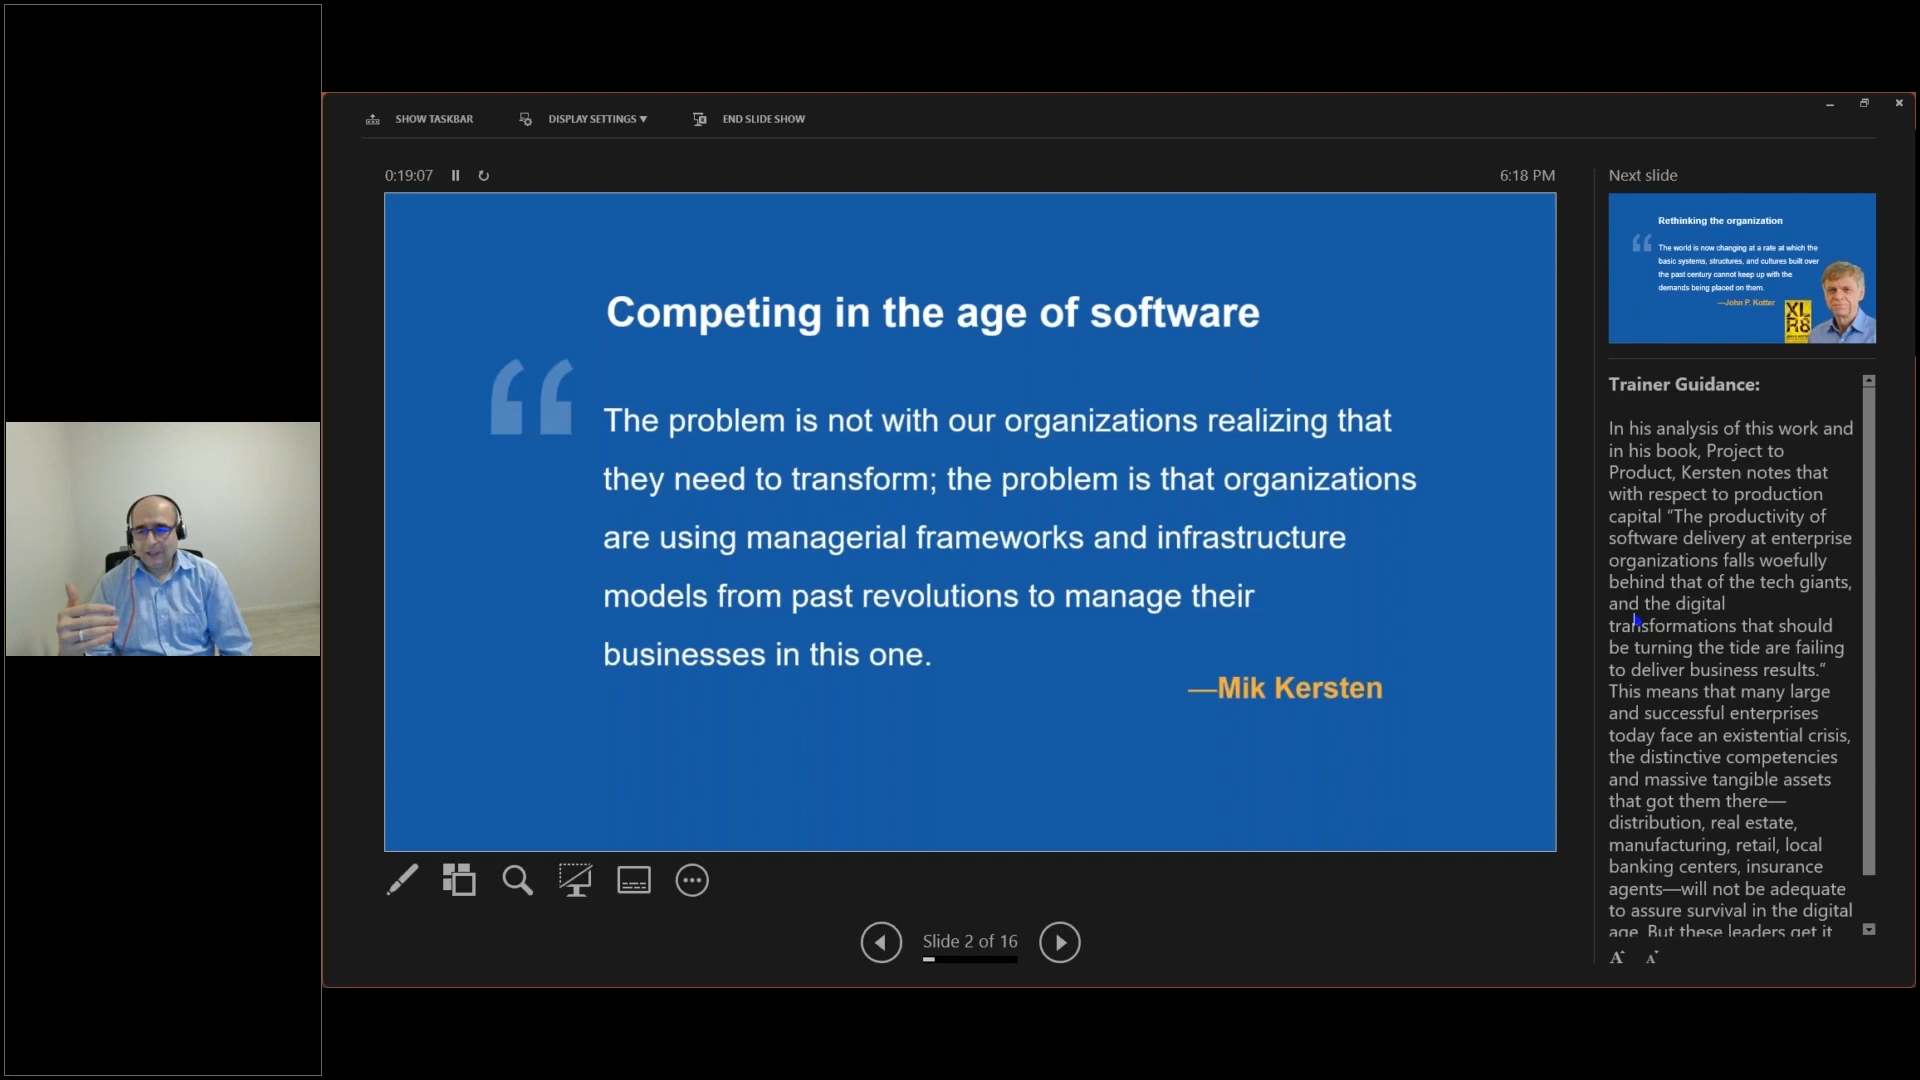 SHOW TASKBAR
DISPLAY SETTINGS ▾
END SLIDE SHOW
0:19:07
6:18 PM
Competing in the age of software
“
The problem is not with our organizations realizing that
they need to transform; the problem is that organizations
are using managerial frameworks and infrastructure
models from past revolutions to manage their
businesses in this one.
—Mik Kersten
Slide 2 of 16
Next slide
Rethinking the organization
“
The world is now changing at a rate at which the
basic systems, structures, and cultures built over
the past century cannot keep up with the
demands being placed on them.
—John P. Kotter
XL
R8
Trainer Guidance:
In his analysis of this work and
in his book, Project to
Product, Kersten notes that
with respect to production
capital “The productivity of
software delivery at enterprise
organizations falls woefully
behind that of the tech giants,
and the digital
transformations that should
be turning the tide are failing
to deliver business results.”
This means that many large
and successful enterprises
today face an existential crisis,
the distinctive competencies
and massive tangible assets
that got them there—
distribution, real estate,
manufacturing, retail, local
banking centers, insurance
agents—will not be adequate
to assure survival in the digital
age. But these leaders get it
A A